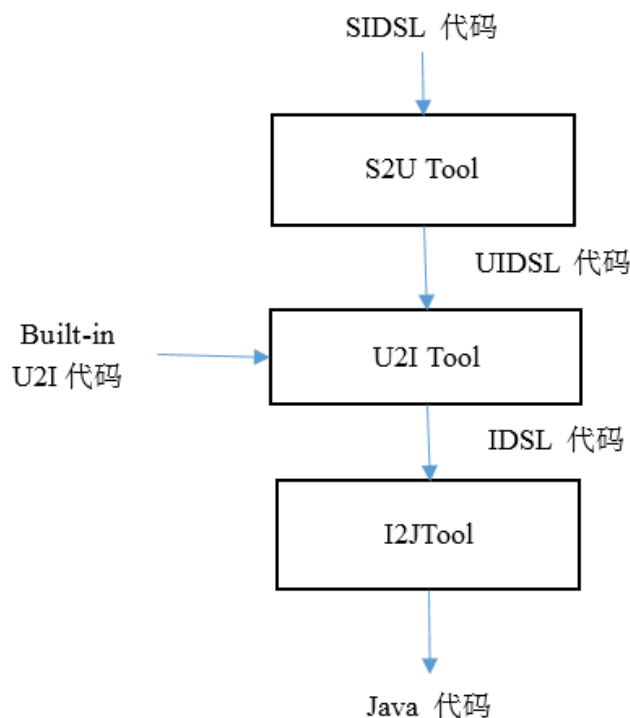 SIDSL 代码
S2U Tool
UIDSL 代码
Built-in
U2I 代码
U2I Tool
IDSL 代码
I2JTool
Java 代码